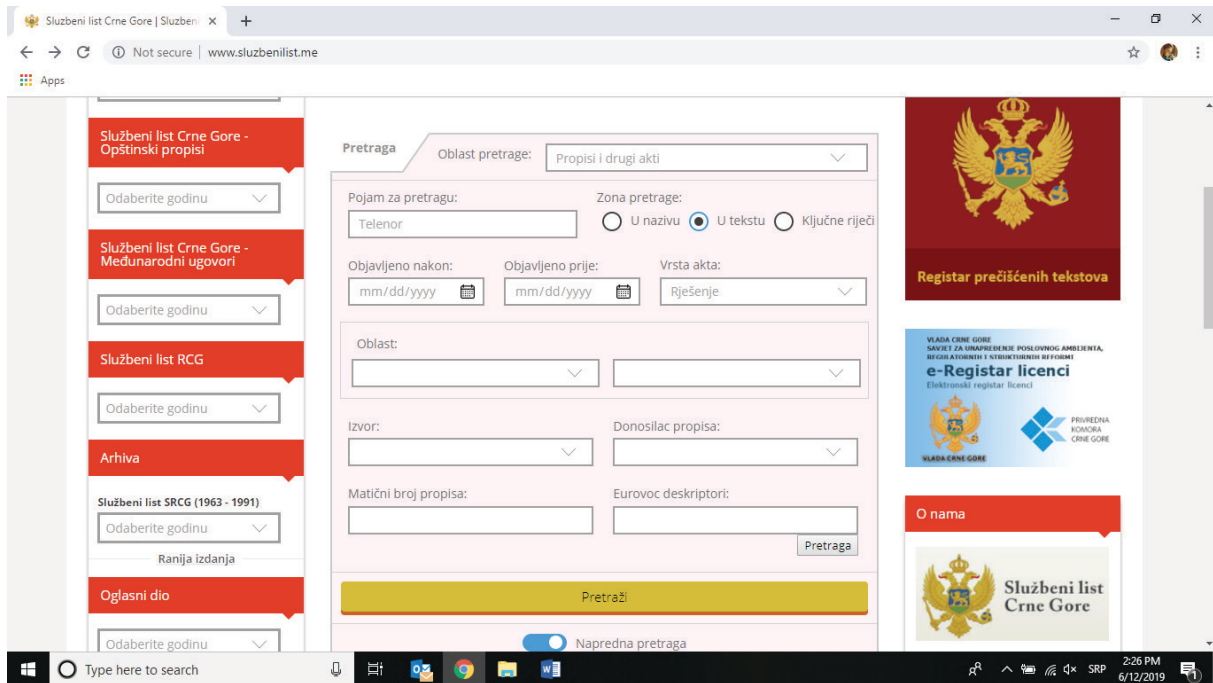 Sluzbeni list Crne Gore | Sluzben
Not secure | www.sluzbenilist.me
Apps
Službeni list Crne Gore -
Opštinski propisi
Odaberite godinu
Službeni list Crne Gore -
Međunarodni ugovori
Odaberite godinu
Službeni list RCG
Odaberite godinu
Arhiva
Službeni list SRCG (1963 - 1991)
Odaberite godinu
Ranija izdanja
Oglasni dio
Odaberite godinu
Pretraga
Oblast pretrage:
Propisi i drugi akti
Pojam za pretragu:
Telenor
Zona pretrage:
U nazivu
U tekstu
Ključne riječi
Objavljeno nakon:
mm/dd/yyyy
Objavljeno prije:
mm/dd/yyyy
Vrsta akta:
Rješenje
Oblast:
Izvor:
Donosilac propisa:
Matični broj propisa:
Eurovoc deskriptori:
Pretraga
Pretraži
Napredna pretraga
Registar prečišćenih tekstova
VLADA CRNE GORE
SAVJET ZA UNAPREĐENJE POSLOVNOG AMBIJENTA,
REGULATORNIH I STRUKTURNIH REFORMI
e-Registar licenci
Elektronski registar licenci
VLADA CRNE GORE
PRIVREDNA
KOMORA
CRNE GORE
O nama
Službeni list
Crne Gore
Type here to search
SRP
2:26 PM
6/12/2019